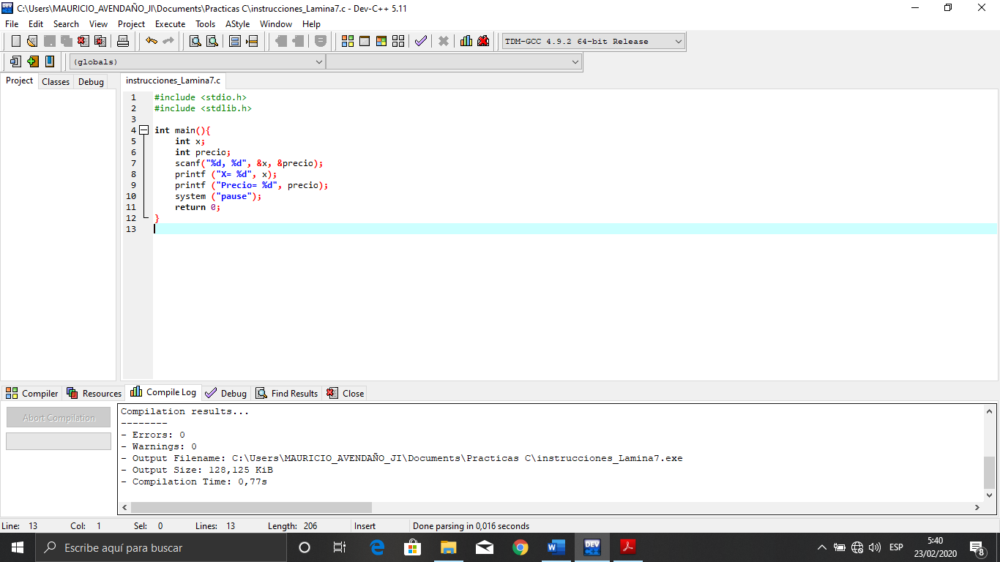 C:\Users\MAURICIO_AVENDAÑO_JI\Documents\Practicas C\instrucciones_Lamina7.c - Dev-C++ 5.11
File Edit Search View Project Execute Tools AStyle Window Help
TDM-GCC 4.9.2 64-bit Release
(globals)
Project Classes Debug
instrucciones_Lamina7.c
1 #include <stdio.h>
2 #include <stdlib.h>
3
4 int main(){
5 int x;
6 int precio;
7 scanf("%d, %d", &x, &precio);
8 printf ("X= %d", x);
9 printf ("Precio= %d", precio);
10 system ("pause");
11 return 0;
12 }
13
Compiler Resources Compile Log Debug Find Results Close
Abort Compilation
Compilation results...
--------
- Errors: 0
- Warnings: 0
- Output Filename: C:\Users\MAURICIO_AVENDAÑO_JI\Documents\Practicas C\instrucciones_Lamina7.exe
- Output Size: 128,125 KiB
- Compilation Time: 0,77s
Line: 13 Col: 1 Sel: 0 Lines: 13 Length: 206 Insert Done parsing in 0,016 seconds
Escribe aquí para buscar
ESP
5:40
23/02/2020
8